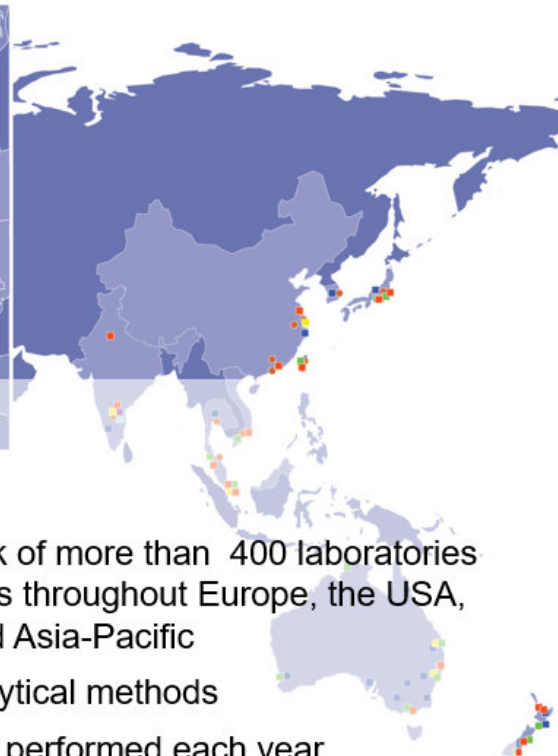 k of more than  400 laboratories
s throughout Europe, the USA,
d Asia-Pacific
ytical methods
performed each year